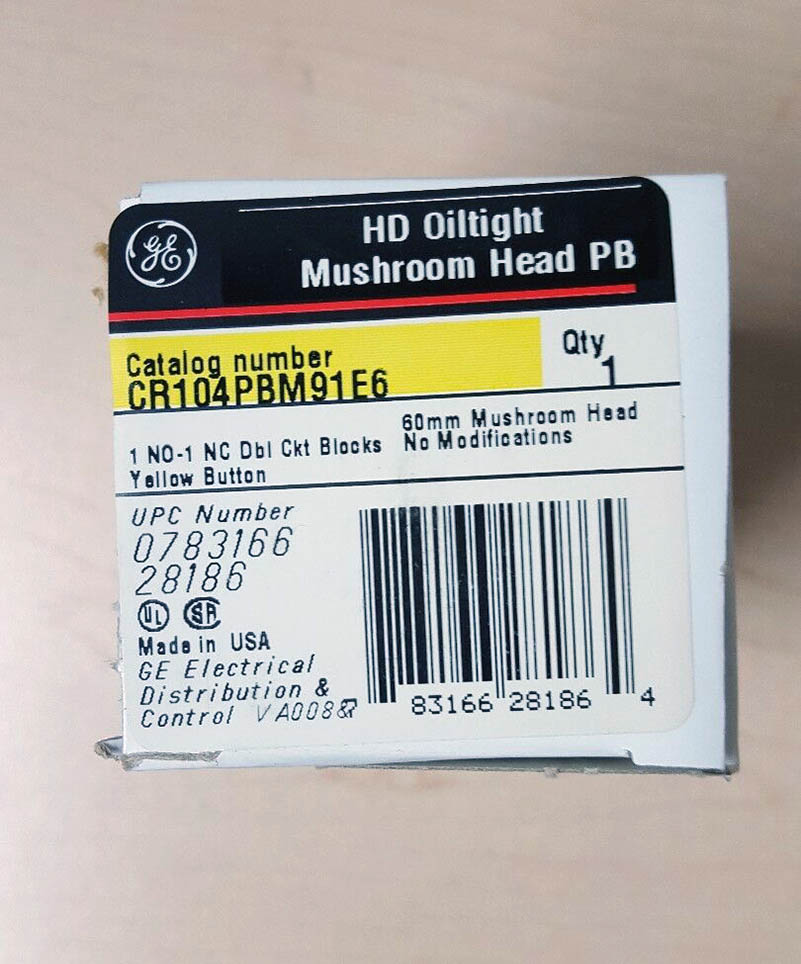 GE
HD Oiltight
Mushroom Head PB
Catalog number
CR104PBM91E6
Qty
1
1 NO-1 NC Dbl Ckt Blocks
Yellow Button
60mm Mushroom Head
No Modifications
UPC Number
0783166
28186
UL SA
Made in USA
GE Electrical
Distribution &
Control VA008
83166 28186 4